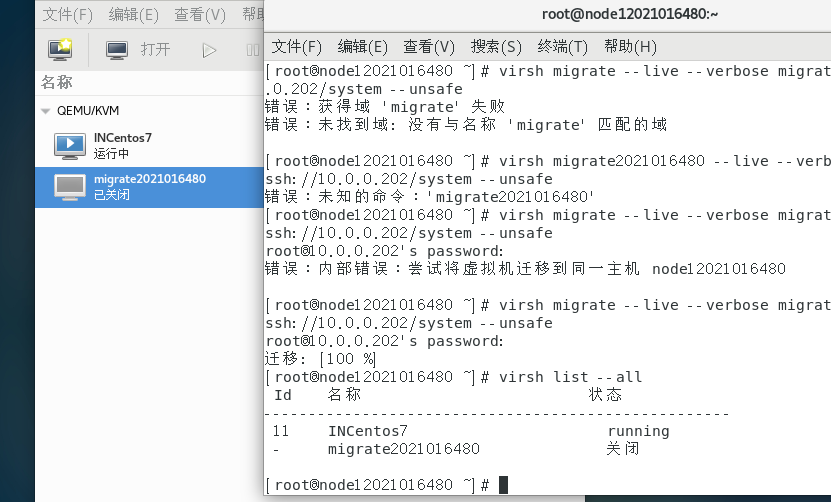 文件(F) 编辑(E) 查看(V) 帮助
打开
名称
QEMU/KVM
INCentos7
运行中
migrate2021016480
已关闭
root@node12021016480:~
文件(F) 编辑(E) 查看(V) 搜索(S) 终端(T) 帮助(H)
[root@node12021016480 ~]# virsh migrate --live --verbose migrat
.0.202/system --unsafe
错误：获得域 'migrate' 失败
错误：未找到域: 没有与名称 'migrate' 匹配的域
[root@node12021016480 ~]# virsh migrate2021016480 --live --verb
ssh://10.0.0.202/system --unsafe
错误：未知的命令：'migrate2021016480'
[root@node12021016480 ~]# virsh migrate --live --verbose migrat
ssh://10.0.0.202/system --unsafe
root@10.0.0.202's password:
错误：内部错误：尝试将虚拟机迁移到同一主机 node12021016480
[root@node12021016480 ~]# virsh migrate --live --verbose migrat
ssh://10.0.0.202/system --unsafe
root@10.0.0.202's password:
迁移: [100 %]
[root@node12021016480 ~]# virsh list --all
Id 名称 状态
----------------------------------------------------
11 INCentos7 running
- migrate2021016480 关闭
[root@node12021016480 ~]#